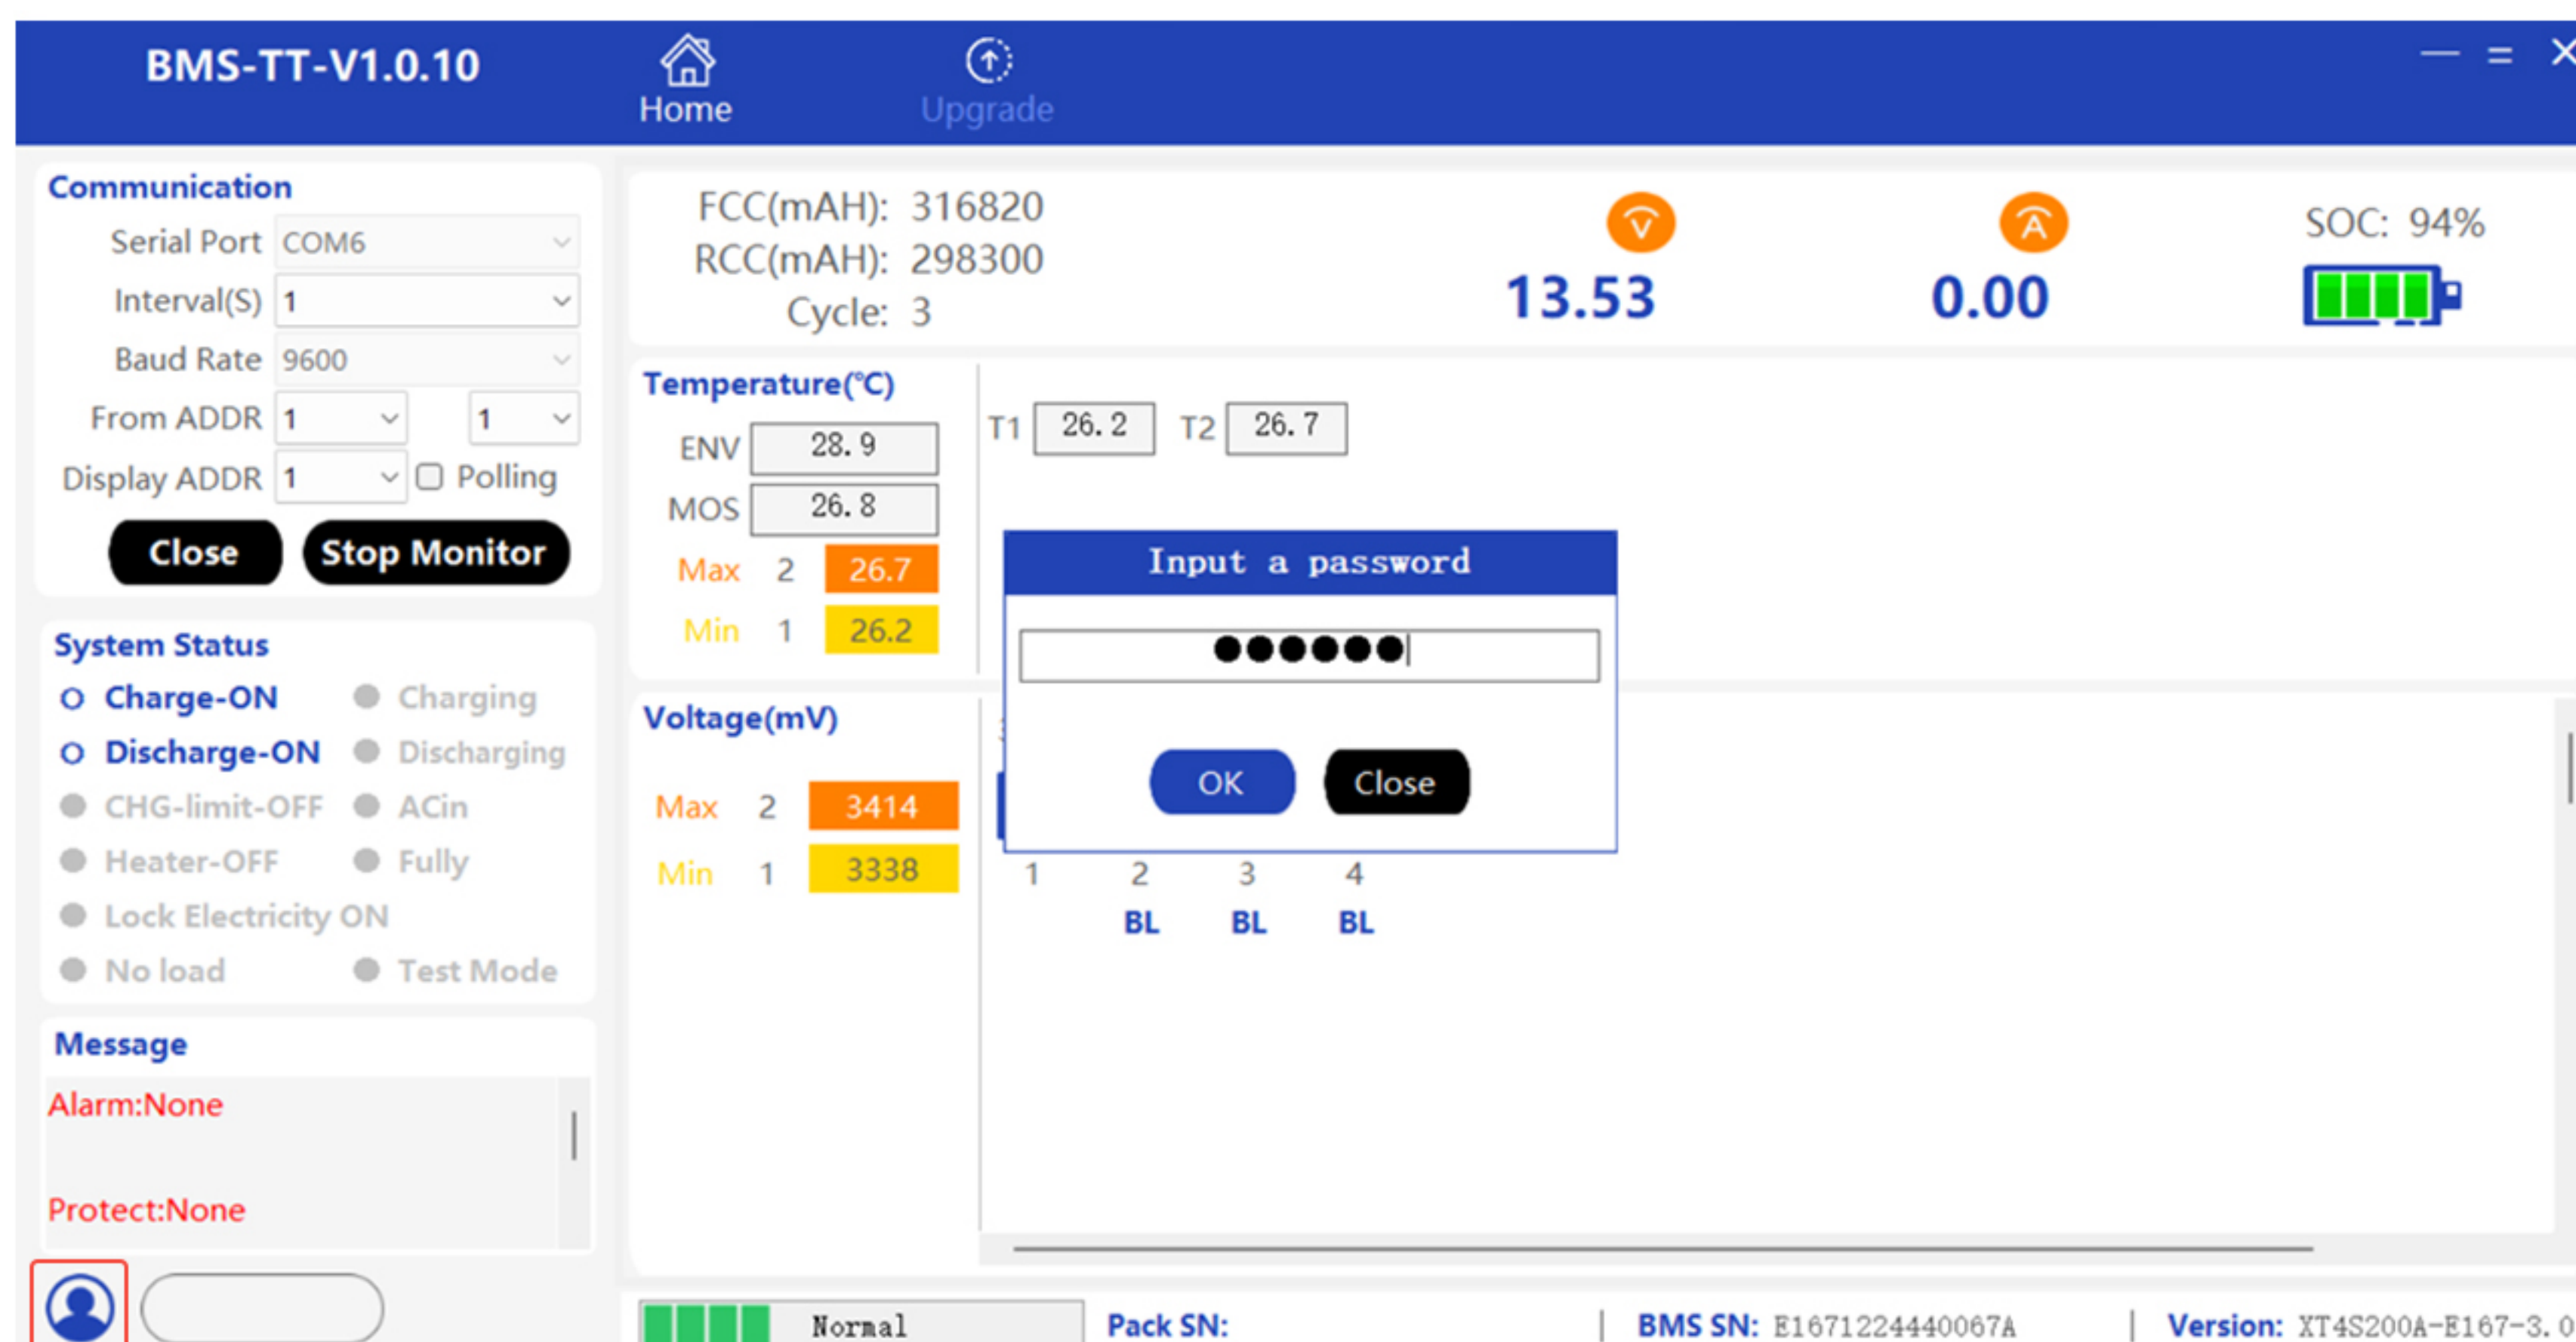 BMS-TT-V1.0.10
Home
Upgrade
Communication
Serial Port COM6
Interval(S) 1
Baud Rate 9600
From ADDR 1 1
Display ADDR 1 Polling
Close Stop Monitor
System Status
Charge-ON Charging
Discharge-ON Discharging
CHG-limit-OFF ACin
Heater-OFF Fully
Lock Electricity ON
No load Test Mode
Message
Alarm:None
Protect:None
FCC(mAH): 316820
RCC(mAH): 298300
Cycle: 3
V
13.53
A
0.00
SOC: 94%
Temperature(℃)
ENV 28.9
MOS 26.8
Max 2 26.7
Min 1 26.2
T1 26.2 T2 26.7
Input a password
OK Close
Voltage(mV)
Max 2 3414
Min 1 3338
1 2 3 4
BL BL BL
Normal
Pack SN:
BMS SN: E1671224440067A
Version: XT4S200A-E167-3.